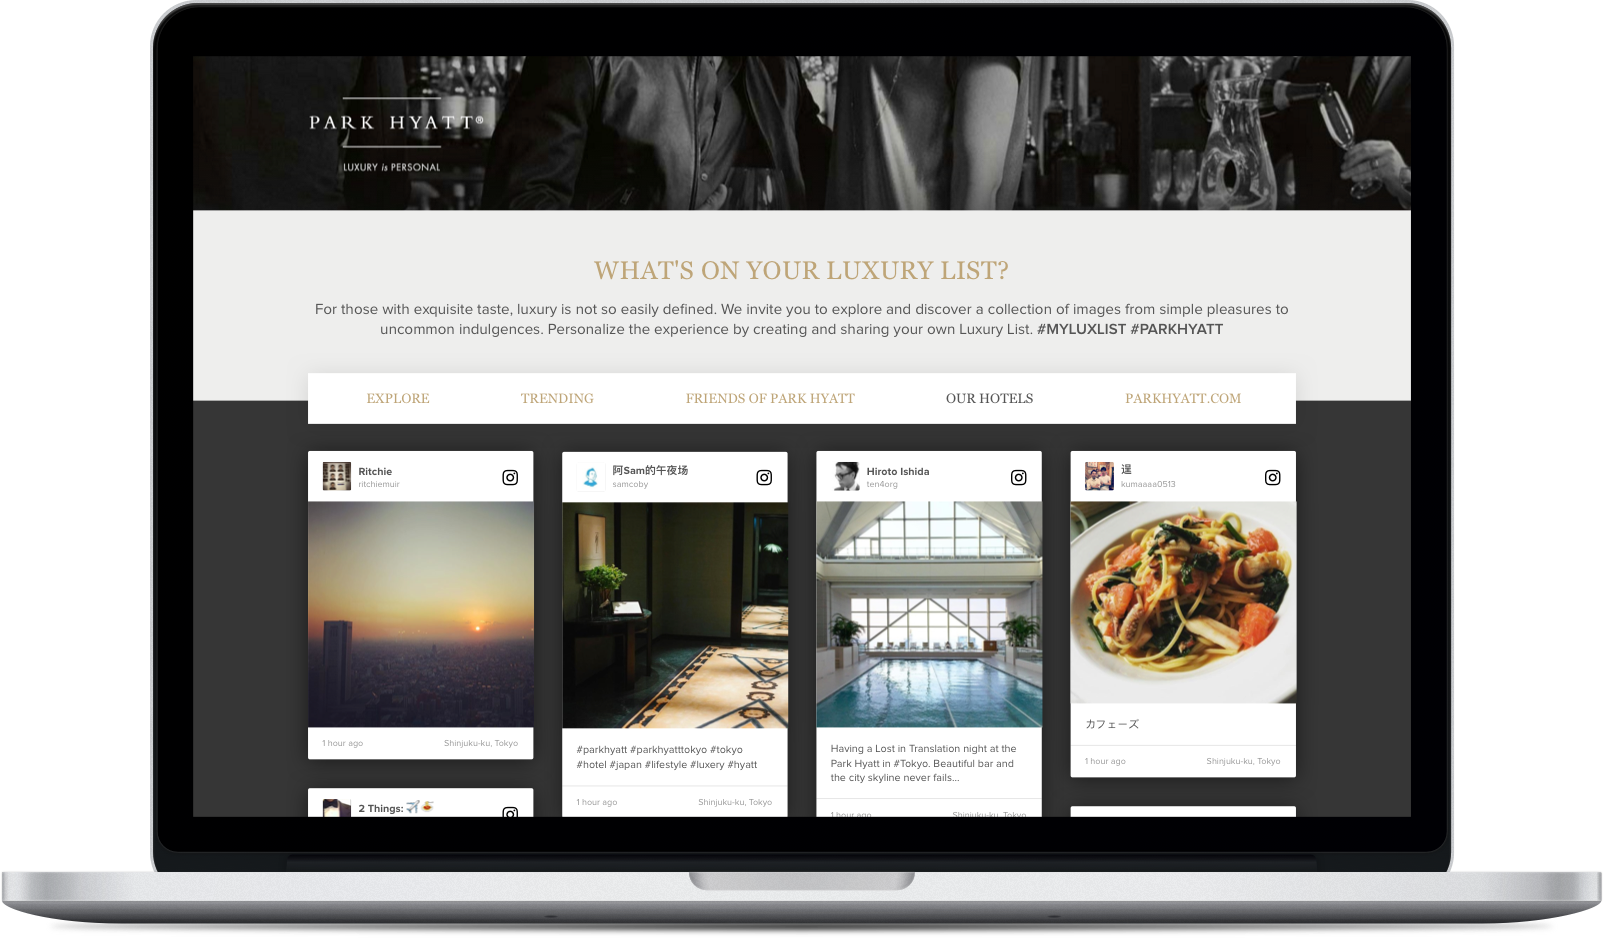 PARK HYATT®
LUXURY is PERSONAL
WHAT'S ON YOUR LUXURY LIST?
For those with exquisite taste, luxury is not so easily defined. We invite you to explore and discover a collection of images from simple pleasures to
uncommon indulgences. Personalize the experience by creating and sharing your own Luxury List. #MYLUXLIST #PARKHYATT
EXPLORE
TRENDING
FRIENDS OF PARK HYATT
OUR HOTELS
PARKHYATT.COM
Ritchie
ritchiemuir
1 hour ago
Shinjuku-ku, Tokyo
2 Things: ✈️🍝
阿Sam的午夜场
samcoby
#parkhyatt #parkhyatttokyo #tokyo
#hotel #japan #lifestyle #luxery #hyatt
1 hour ago
Shinjuku-ku, Tokyo
Hiroto Ishida
ten4org
Having a Lost in Translation night at the
Park Hyatt in #Tokyo. Beautiful bar and
the city skyline never fails...
1 hour ago
Shinjuku-ku, Tokyo
kumaaaa0513
カフェーズ
1 hour ago
Shinjuku-ku, Tokyo